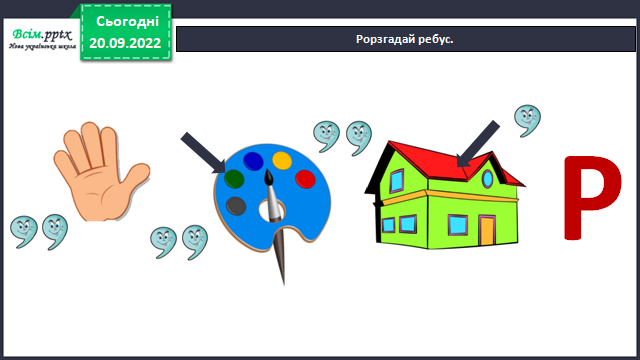 Всім.pptx
Нова українська школа
Сьогодні
20.09.2022
Рорзгадай ребус.
Р